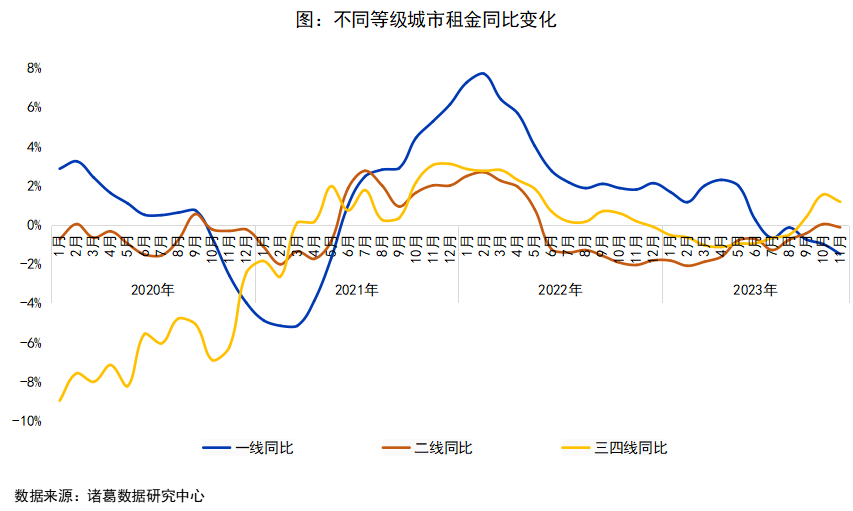 图：不同等级城市租金同比变化
8%
6%
4%
2%
0%
-2%
-4%
-6%
-8%
-10%
1月 2月 3月 4月 5月 6月 7月 8月 9月 10月 11月 12月 1月 2月 3月 4月 5月 6月 7月 8月 9月 10月 11月 12月 1月 2月 3月 4月 5月 6月 7月 8月 9月 10月 11月 12月 1月 2月 3月 4月 5月 6月 7月 8月 9月 10月 11月
2020年 2021年 2022年 2023年
一线同比 二线同比 三四线同比
数据来源：诸葛数据研究中心